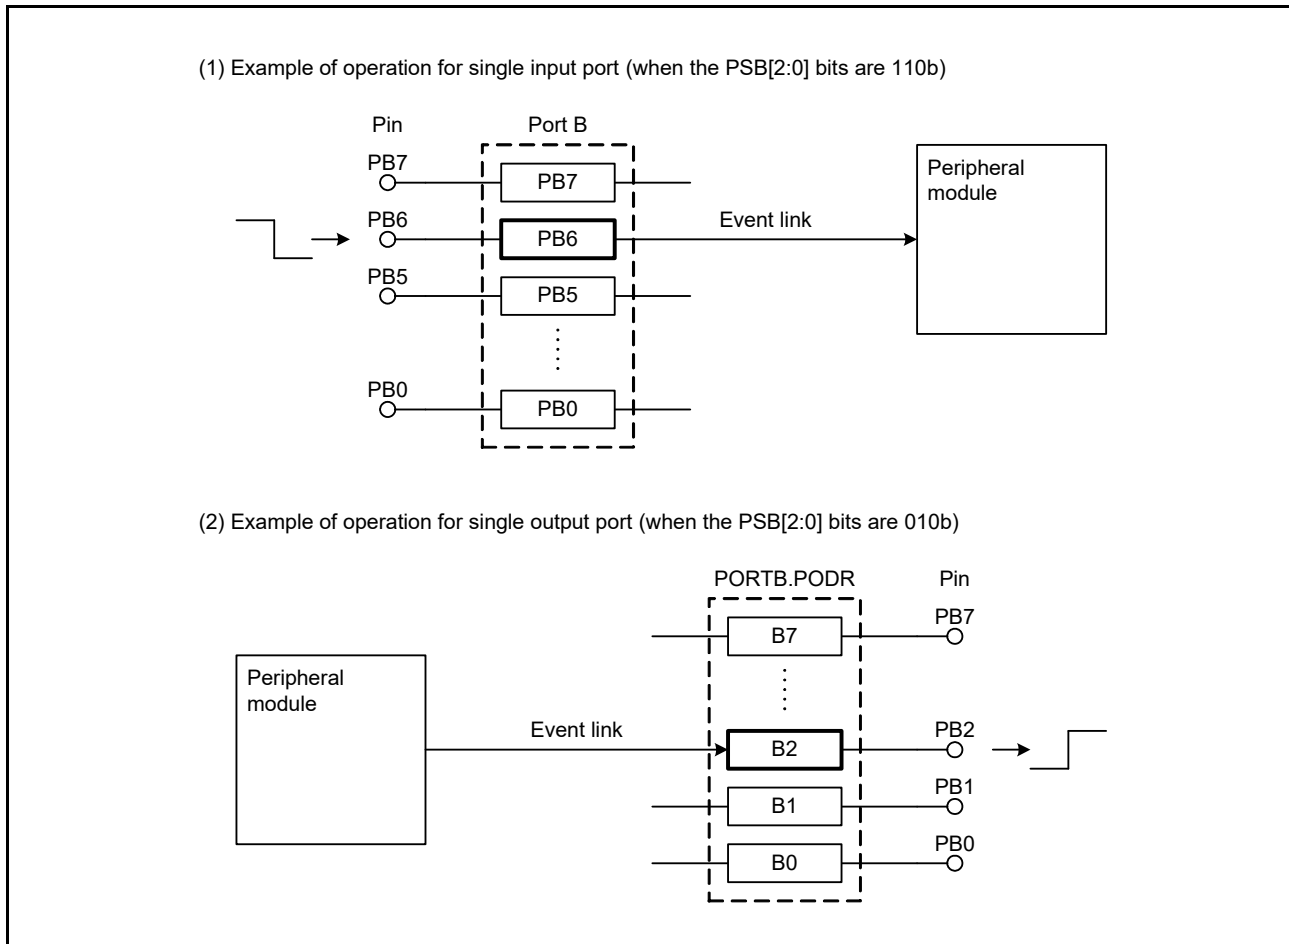 (1) Example of operation for single input port (when the PSB[2:0] bits are 110b)
Pin
Port B
PB7
PB7
Peripheral
module
PB6
PB6
Event link
PB5
PB5
PB0
PB0
(2) Example of operation for single output port (when the PSB[2:0] bits are 010b)
PORTB.PODR
Pin
B7
PB7
Peripheral
module
Event link
B2
PB2
B1
PB1
B0
PB0